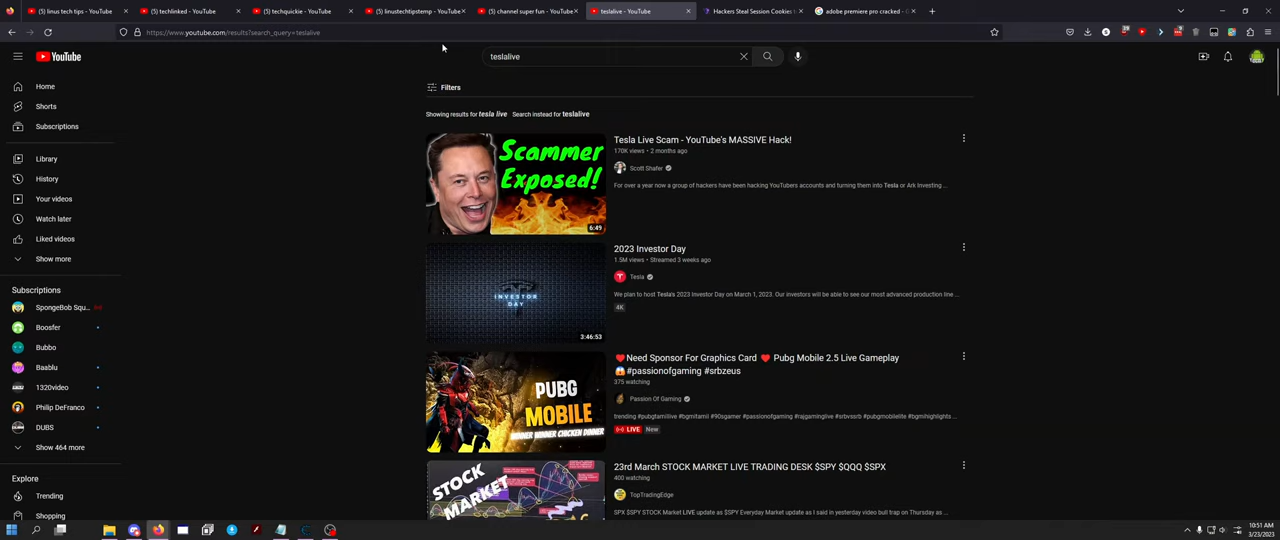 linus tech tips - YouTube
(5) techlinked - YouTube
(5) techquickie - YouTube
(5) linustechtipstemp - YouTube
(5) channel super fun - YouTube
teslalive - YouTube
Hackers Steal Session Cookies t
adobe premiere pro cracked - G
https://www.youtube.com/results?search_query=teslalive
YouTube
teslalive
Home
Shorts
Subscriptions
Library
History
Your videos
Watch later
Liked videos
Show more
Subscriptions
SpongeBob Squ...
Boosfer
Bubbo
Baablu
1320video
Philip DeFranco
DUBS
Show 464 more
Explore
Trending
Shopping
Filters
Showing results for tesla live Search instead for teslalive
Scammer
Exposed!
6:49
Tesla Live Scam - YouTube's MASSIVE Hack!
170K views • 2 months ago
Scott Shafer
For over a year now a group of hackers have been hacking YouTubers accounts and turning them into Tesla or Ark Investing ...
INVESTOR
DAY
3:46:53
2023 Investor Day
1.5M views • Streamed 3 weeks ago
Tesla
We plan to host Tesla's 2023 Investor Day on March 1, 2023. Our investors will be able to see our most advanced production line ...
4K
PUBG
MOBILE
WINNER WINNER CHICKEN DINNER
❤️Need Sponsor For Graphics Card ❤️ Pubg Mobile 2.5 Live Gameplay
😱#passionofgaming #srbzeus
375 watching
Passion Of Gaming
LIVE New
STOCK
MARKET
23rd March STOCK MARKET LIVE TRADING DESK $SPY $QQQ $SPX
400 watching
TopTradingEdge
SPX $SPY STOCK Market LIVE update as $SPY Everyday Market update as I said in yesterday video bull trap on Thursday as ...
10:51 AM
3/23/2023